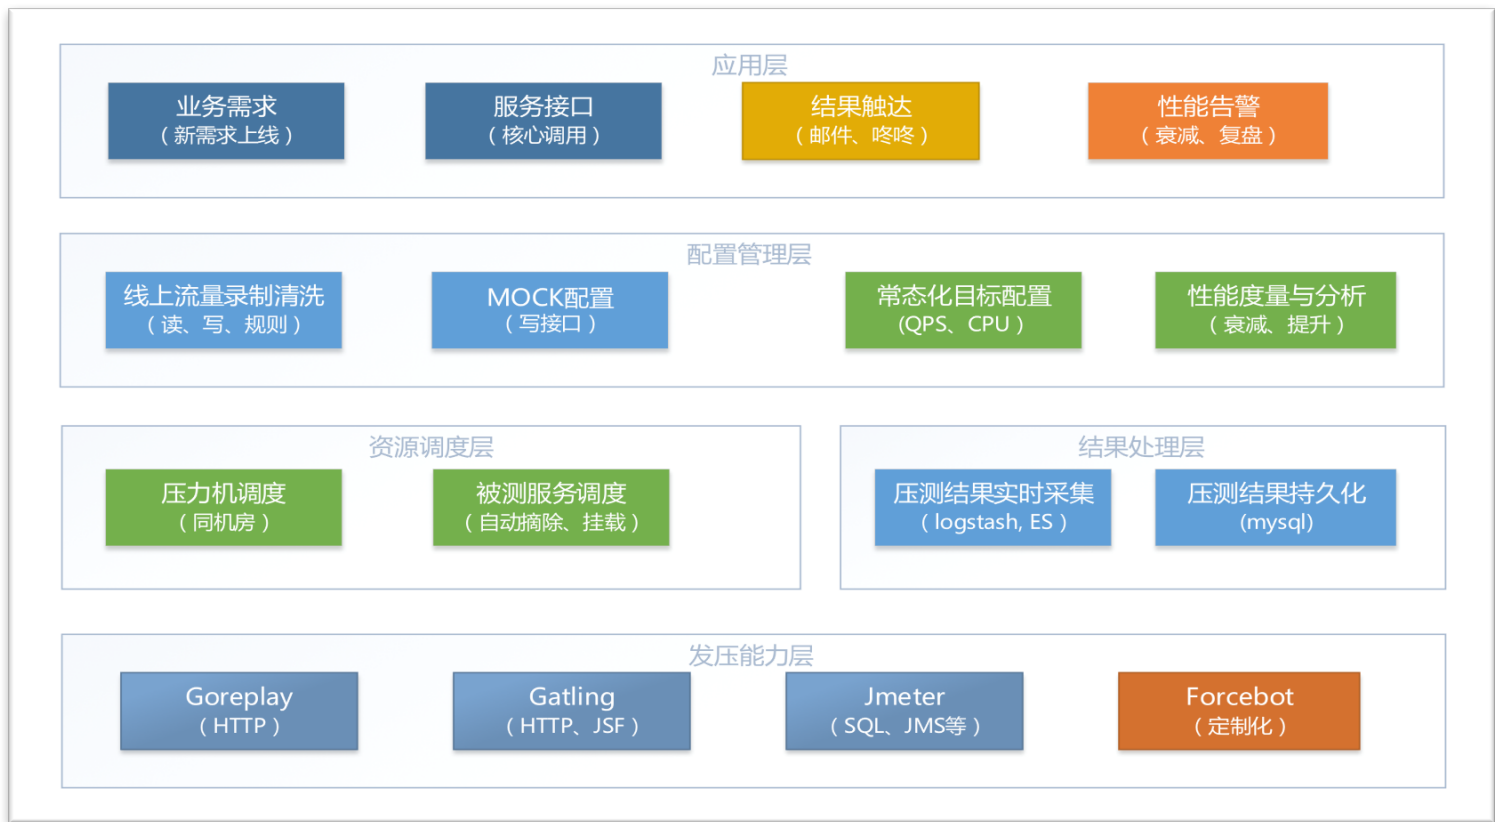 应用层
业务需求
（新需求上线）
服务接口
（核心调用）
结果触达
（邮件、咚咚）
性能告警
（衰减、复盘）
配置管理层
线上流量录制清洗
（读、写、规则）
MOCK配置
（写接口）
常态化目标配置
(QPS、CPU）
性能度量与分析
（衰减、提升）
资源调度层
压力机调度
（同机房）
被测服务调度
（自动摘除、挂载）
结果处理层
压测结果实时采集
（logstash, ES）
压测结果持久化
(mysql)
发压能力层
Goreplay
（HTTP）
Gatling
（HTTP、JSF）
Jmeter
（SQL、JMS等）
Forcebot
（定制化）